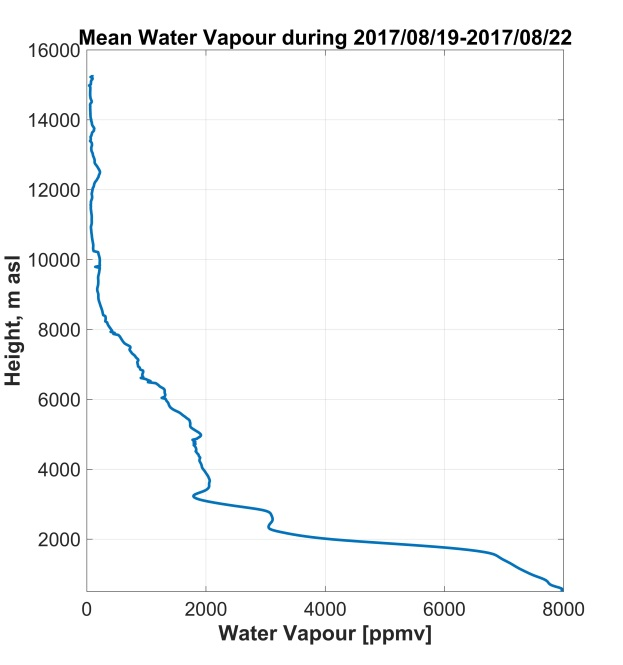 Mean Water Vapour during 2017/08/19-2017/08/22
16000
14000
12000
10000
8000
6000
4000
2000
Height, m asl
0 2000 4000 6000 8000
Water Vapour [ppmv]